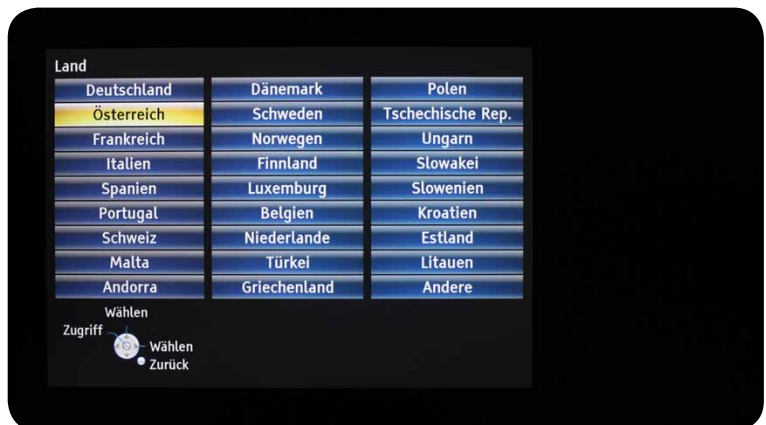 Land
Deutschland Dänemark Polen
Österreich Schweden Tschechische Rep.
Frankreich Norwegen Ungarn
Italien Finnland Slowakei
Spanien Luxemburg Slowenien
Portugal Belgien Kroatien
Schweiz Niederlande Estland
Malta Türkei Litauen
Andorra Griechenland Andere
Wählen
Zugriff
Wählen
Zurück